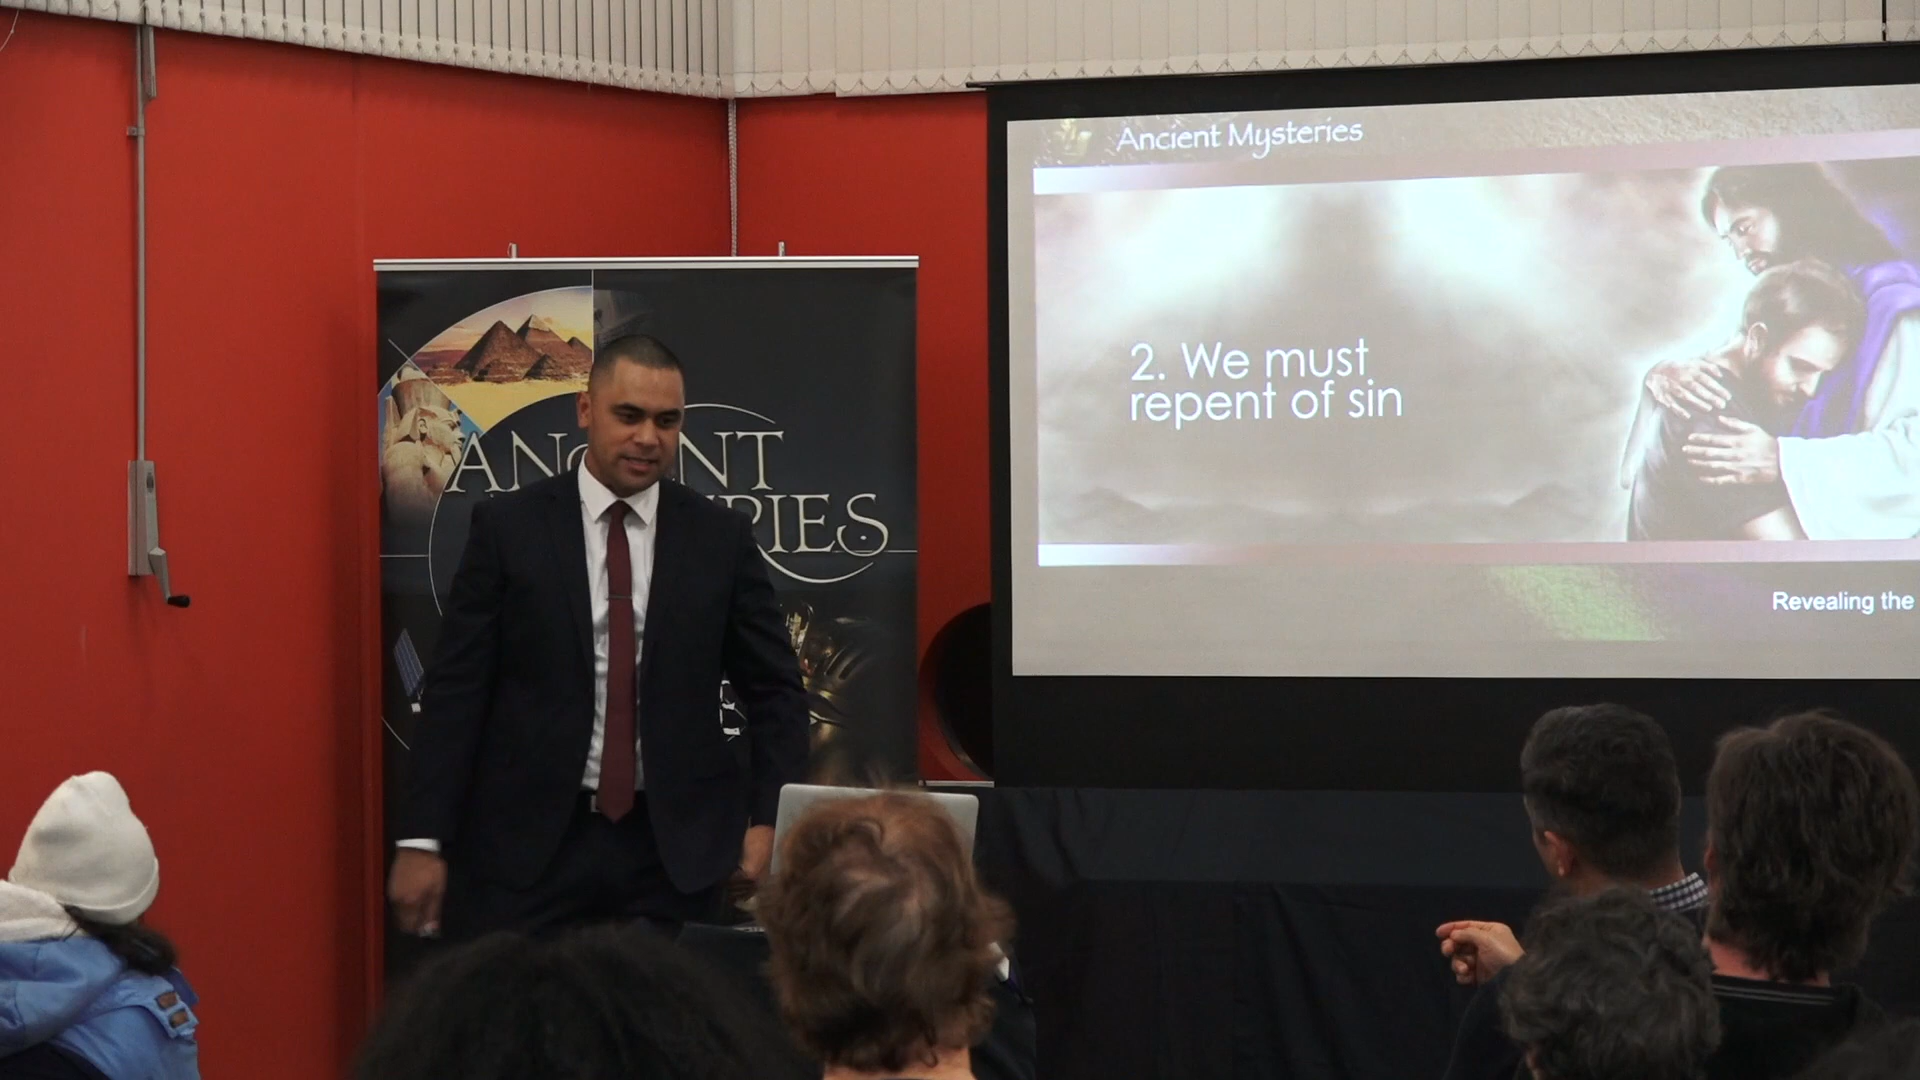 Ancient Mysteries
2. We must
repent of sin
Revealing the